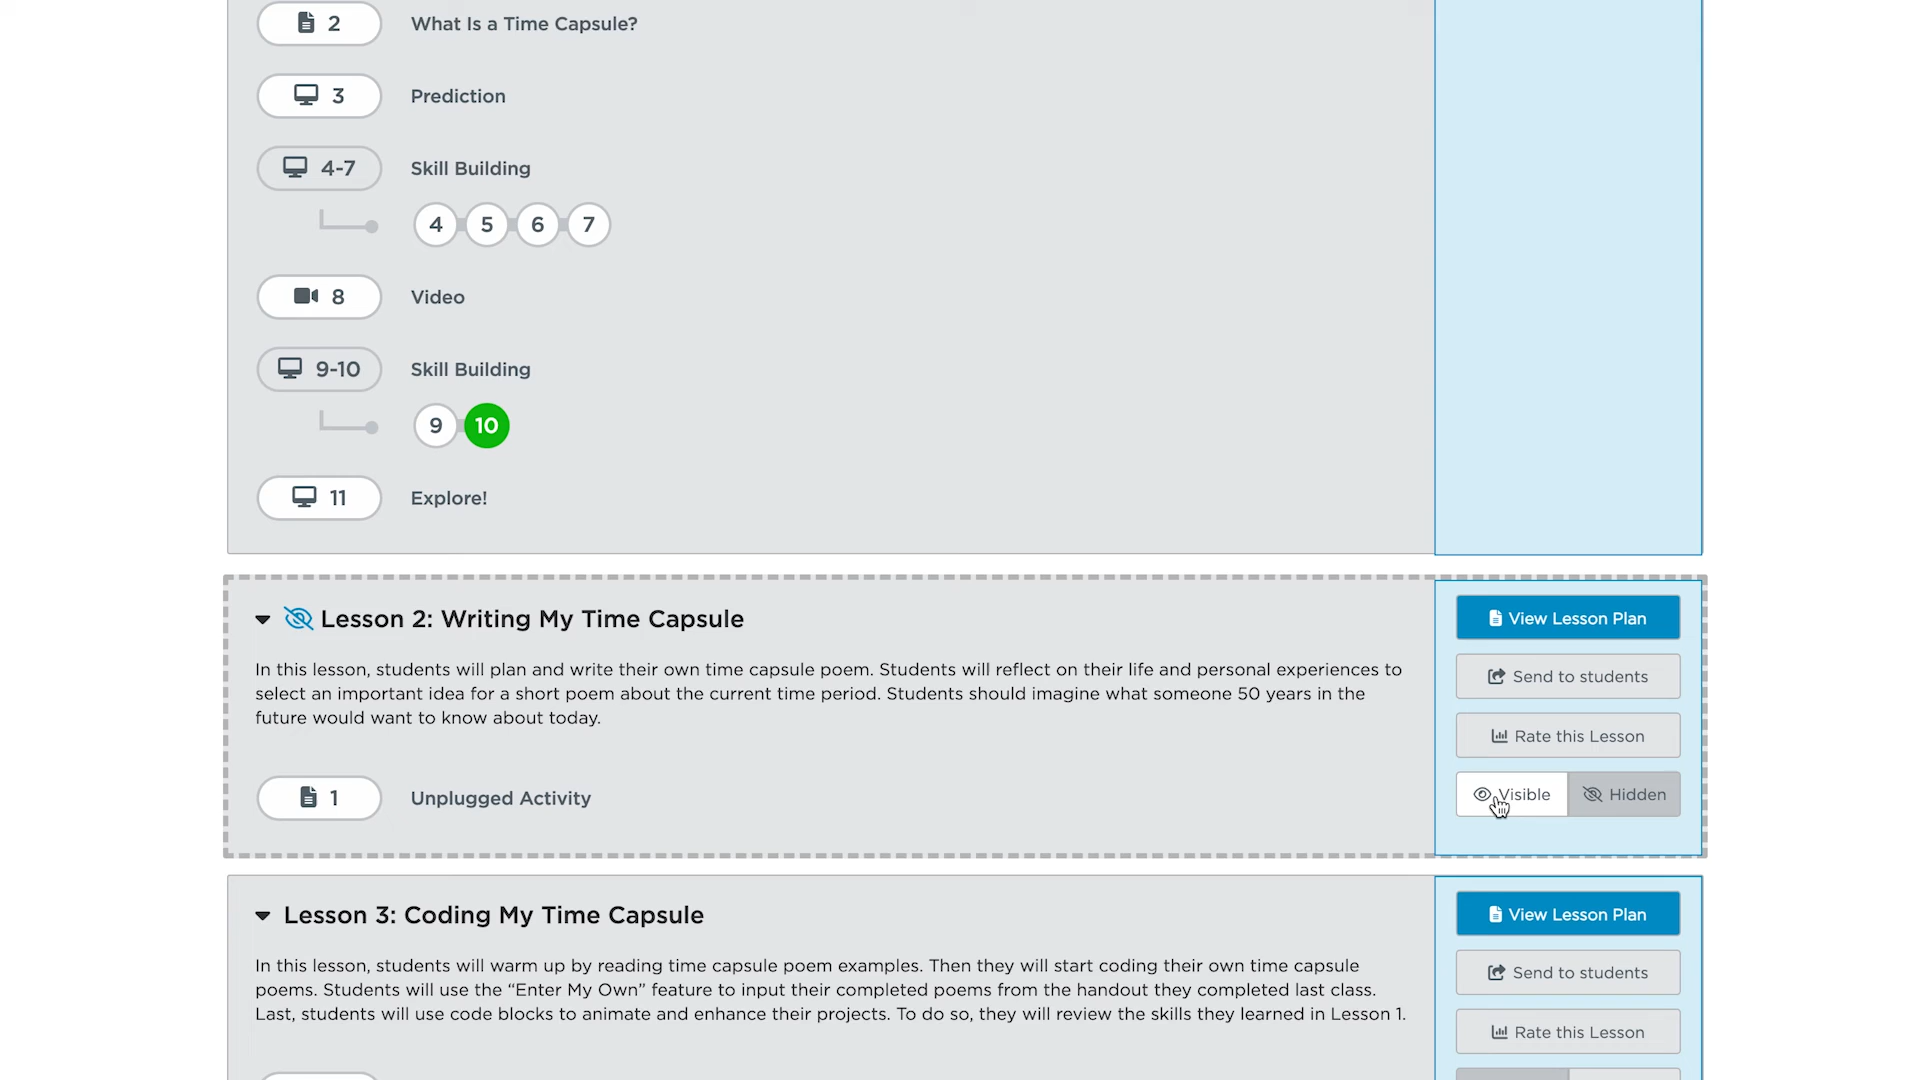 2 What Is a Time Capsule?
3 Prediction
4-7 Skill Building
4 5 6 7
8 Video
9-10 Skill Building
9 10
11 Explore!
Lesson 2: Writing My Time Capsule
In this lesson, students will plan and write their own time capsule poem. Students will reflect on their life and personal experiences to
select an important idea for a short poem about the current time period. Students should imagine what someone 50 years in the
future would want to know about today.
1 Unplugged Activity
View Lesson Plan
Send to students
Rate this Lesson
Visible Hidden
Lesson 3: Coding My Time Capsule
In this lesson, students will warm up by reading time capsule poem examples. Then they will start coding their own time capsule
poems. Students will use the “Enter My Own” feature to input their completed poems from the handout they completed last class.
Last, students will use code blocks to animate and enhance their projects. To do so, they will review the skills they learned in Lesson 1.
View Lesson Plan
Send to students
Rate this Lesson